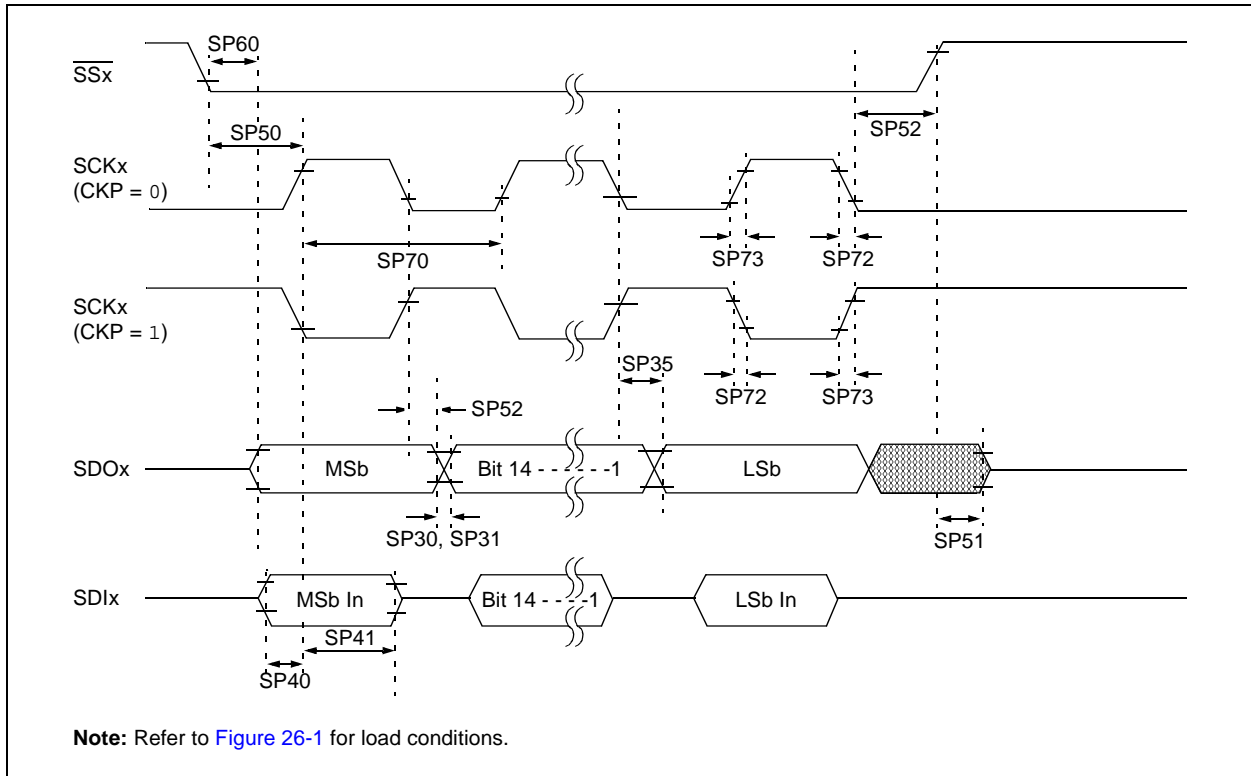 SP60
SSx
SP50
SP52
SCKx
(CKP = 0)
SP70
SP73
SP72
SCKx
(CKP = 1)
SP35
SP72
SP73
SP52
SDOx
MSb
Bit 14 - - - - - -1
LSb
SP30, SP31
SP51
SDIx
MSb In
Bit 14 - - - -1
LSb In
SP41
SP40
Note: Refer to Figure 26-1 for load conditions.